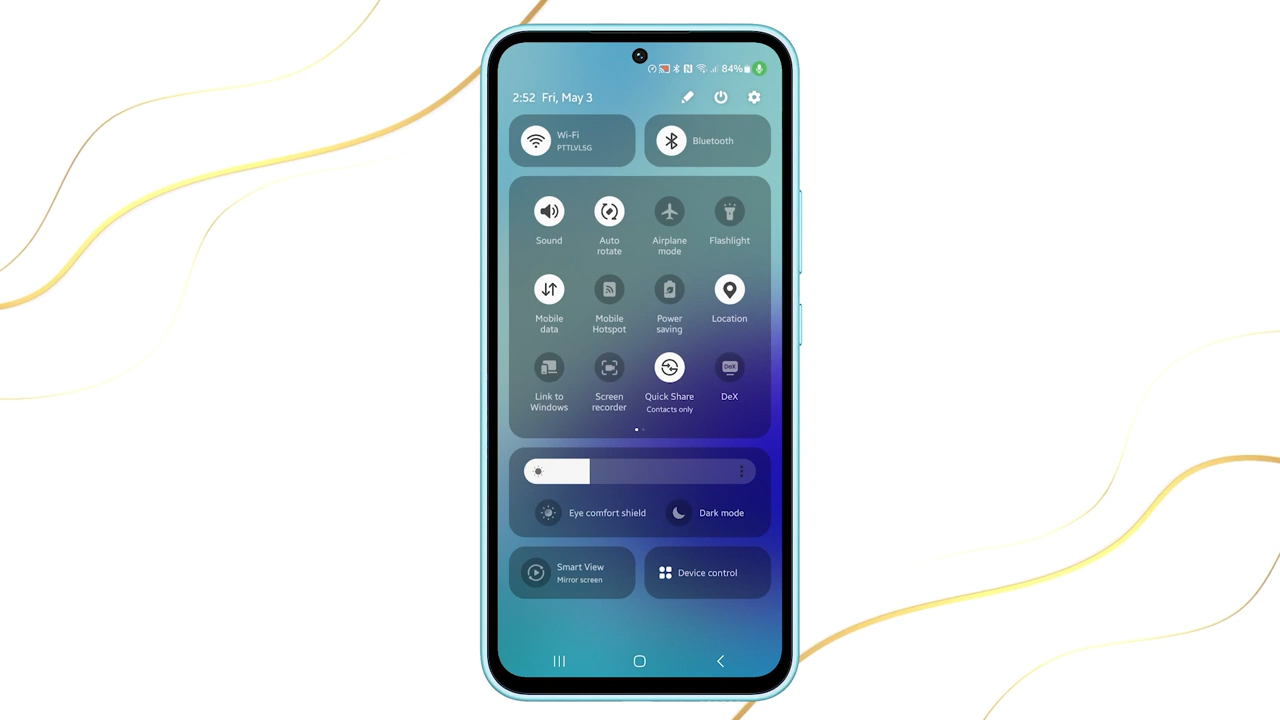 84%
2:52 Fri, May 3
Wi-Fi
PTTLVLSG
Bluetooth
Sound
Auto
rotate
Airplane
mode
Flashlight
Mobile
data
Mobile
Hotspot
Power
saving
Location
Link to
Windows
Screen
recorder
Quick Share
Contacts only
DeX
DeX
Eye comfort shield
Dark mode
Smart View
Mirror screen
Device control